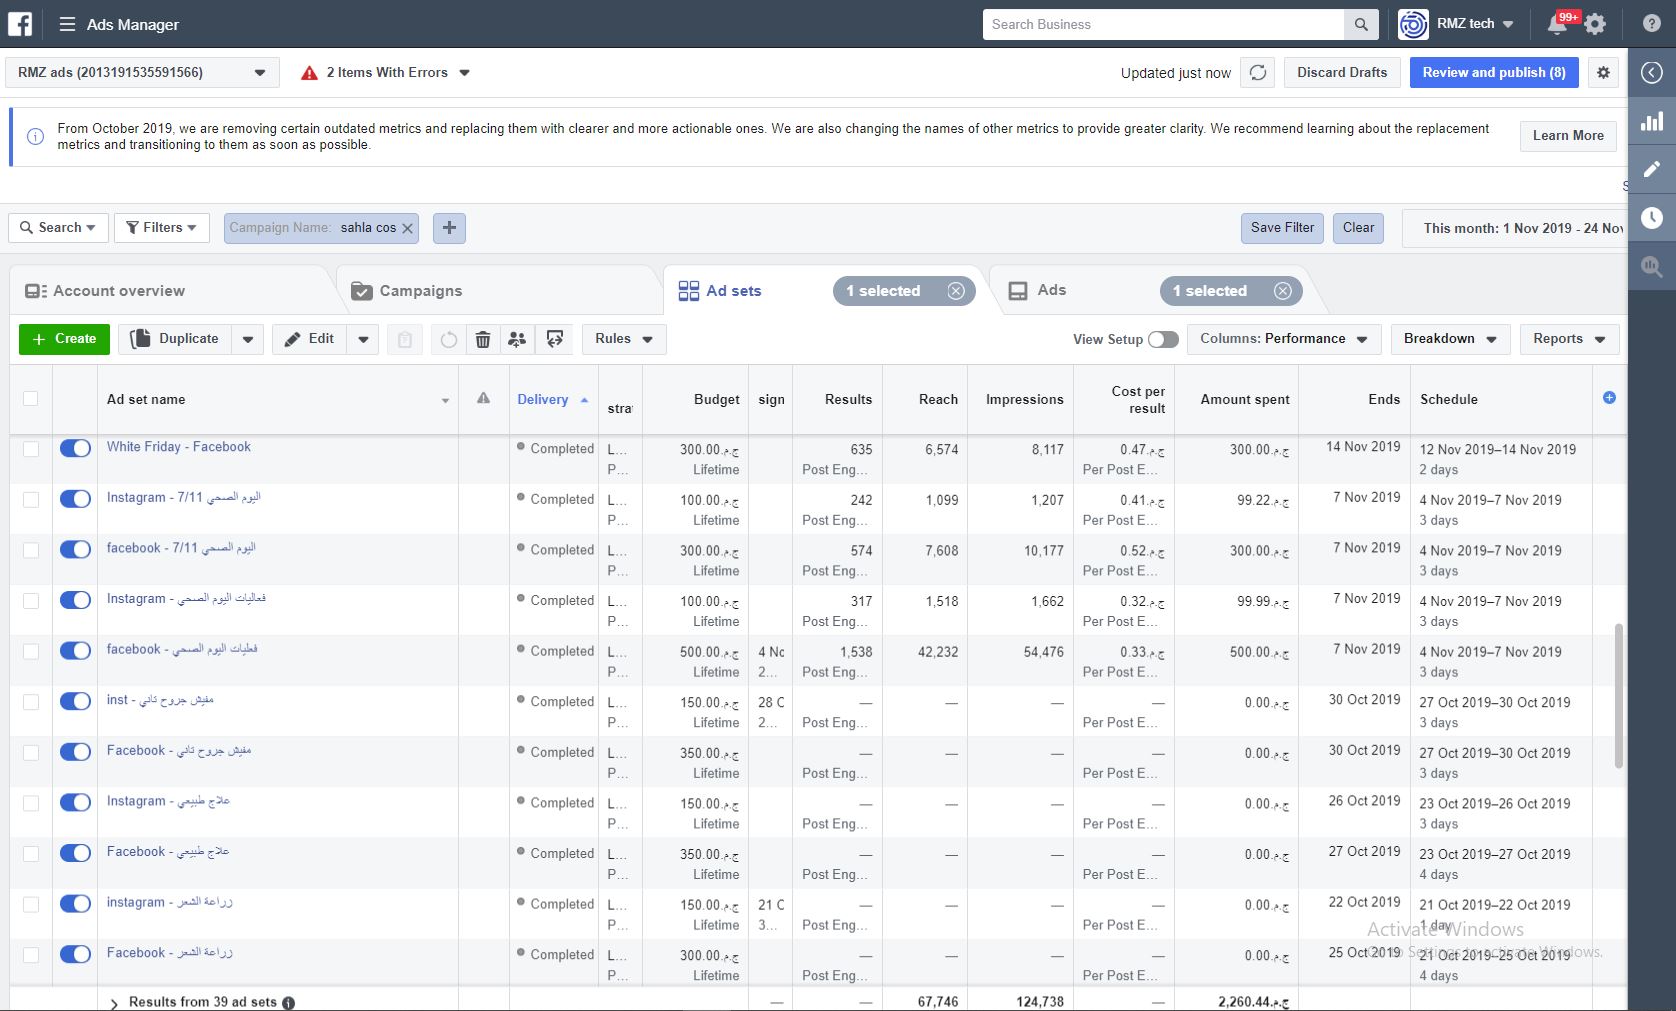 Ads Manager
Search Business
RMZ tech
99+
RMZ ads (2013191535591566)
2 Items With Errors
Updated just now
Discard Drafts
Review and publish (8)
From October 2019, we are removing certain outdated metrics and replacing them with clearer and more actionable ones. We are also changing the names of other metrics to provide greater clarity. We recommend learning about the replacement
metrics and transitioning to them as soon as possible.
Learn More
Search
Filters
Campaign Name: sahla cos
Save Filter
Clear
This month: 1 Nov 2019 - 24 Nov
Account overview
Campaigns
Ad sets
1 selected
Ads
1 selected
+ Create
Duplicate
Edit
Rules
View Setup
Columns: Performance
Breakdown
Reports
Ad set name Delivery strat Budget sign Results Reach Impressions Cost per result Amount spent Ends Schedule
White Friday - Facebook Completed L... 300.00.ج.م 635 6,574 8,117 0.47.ج.م 300.00.ج.م 14 Nov 2019 12 Nov 2019–14 Nov 2019
P... Lifetime Post Eng... Per Post E... 2 days
Instagram - 7/11 اليوم الصحي Completed L... 100.00.ج.م 242 1,099 1,207 0.41.ج.م 99.22.ج.م 7 Nov 2019 4 Nov 2019–7 Nov 2019
P... Lifetime Post Eng... Per Post E... 3 days
facebook - 7/11 اليوم الصحي Completed L... 300.00.ج.م 574 7,608 10,177 0.52.ج.م 300.00.ج.م 7 Nov 2019 4 Nov 2019–7 Nov 2019
P... Lifetime Post Eng... Per Post E... 3 days
Instagram - فعاليات اليوم الصحي Completed L... 100.00.ج.م 317 1,518 1,662 0.32.ج.م 99.99.ج.م 7 Nov 2019 4 Nov 2019–7 Nov 2019
P... Lifetime Post Eng... Per Post E... 3 days
facebook - فعليات اليوم الصحي Completed L... 500.00.ج.م 4 Nc 1,538 42,232 54,476 0.33.ج.م 500.00.ج.م 7 Nov 2019 4 Nov 2019–7 Nov 2019
P... Lifetime 2... Post Eng... Per Post E... 3 days
inst - مفيش جروح تاني Completed L... 150.00.ج.م 28 C — — — — 0.00.ج.م 30 Oct 2019 27 Oct 2019–30 Oct 2019
P... Lifetime 2... Post Eng... Per Post E... 3 days
Facebook - مفيش جروح تاني Completed L... 350.00.ج.م — — — — 0.00.ج.م 30 Oct 2019 27 Oct 2019–30 Oct 2019
P... Lifetime Post Eng... Per Post E... 3 days
Instagram - علاج طبيعي Completed L... 150.00.ج.م — — — — 0.00.ج.م 26 Oct 2019 23 Oct 2019–26 Oct 2019
P... Lifetime Post Eng... Per Post E... 3 days
Facebook - علاج طبيعي Completed L... 350.00.ج.م — — — — 0.00.ج.م 27 Oct 2019 23 Oct 2019–27 Oct 2019
P... Lifetime Post Eng... Per Post E... 4 days
instagram - زراعة الشعر Completed L... 150.00.ج.م 21 C — — — — 0.00.ج.م 22 Oct 2019 21 Oct 2019–22 Oct 2019
P... Lifetime 3... Post Eng... Per Post E... 1 day
Activate Windows
Facebook - زراعة الشعر Completed L... 300.00.ج.م — — — — 0.00.ج.م 25 Oct 2019 21 Oct 2019–25 Oct 2019
Go to Settings to activate Windows.
P... Lifetime Post Eng... Per Post E... 4 days
Results from 39 ad sets — — 67,746 124,738 — 2,260.44.ج.م